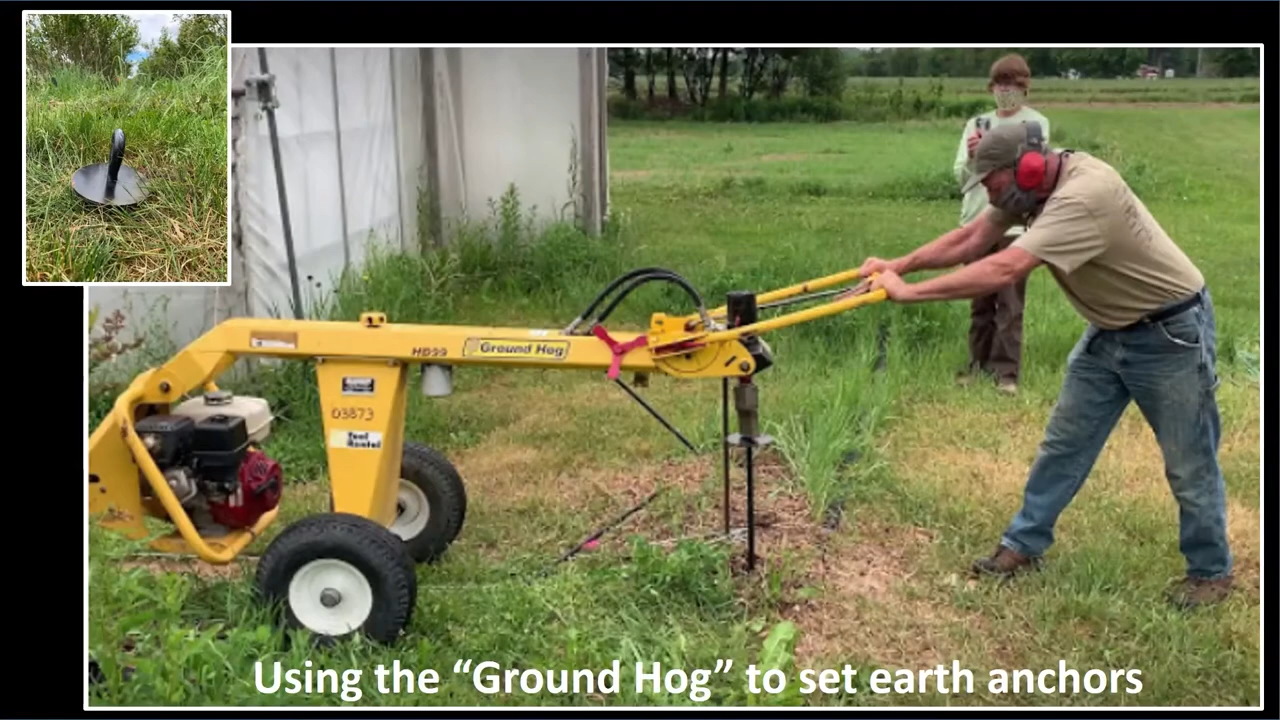 HD99
Ground Hog
03873
Tool
Rental
Using the “Ground Hog” to set earth anchors